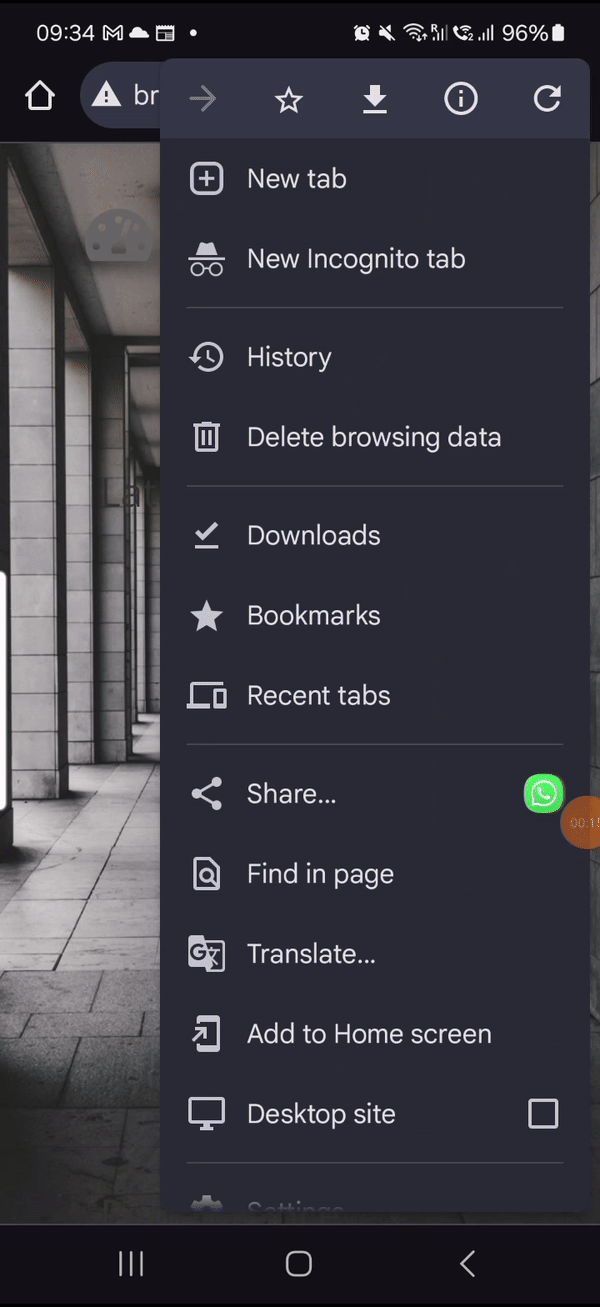 09:34 96%
br
New tab
New Incognito tab
History
Delete browsing data
Downloads
Bookmarks
Recent tabs
Share...
Find in page
Translate...
Add to Home screen
Desktop site
Settings